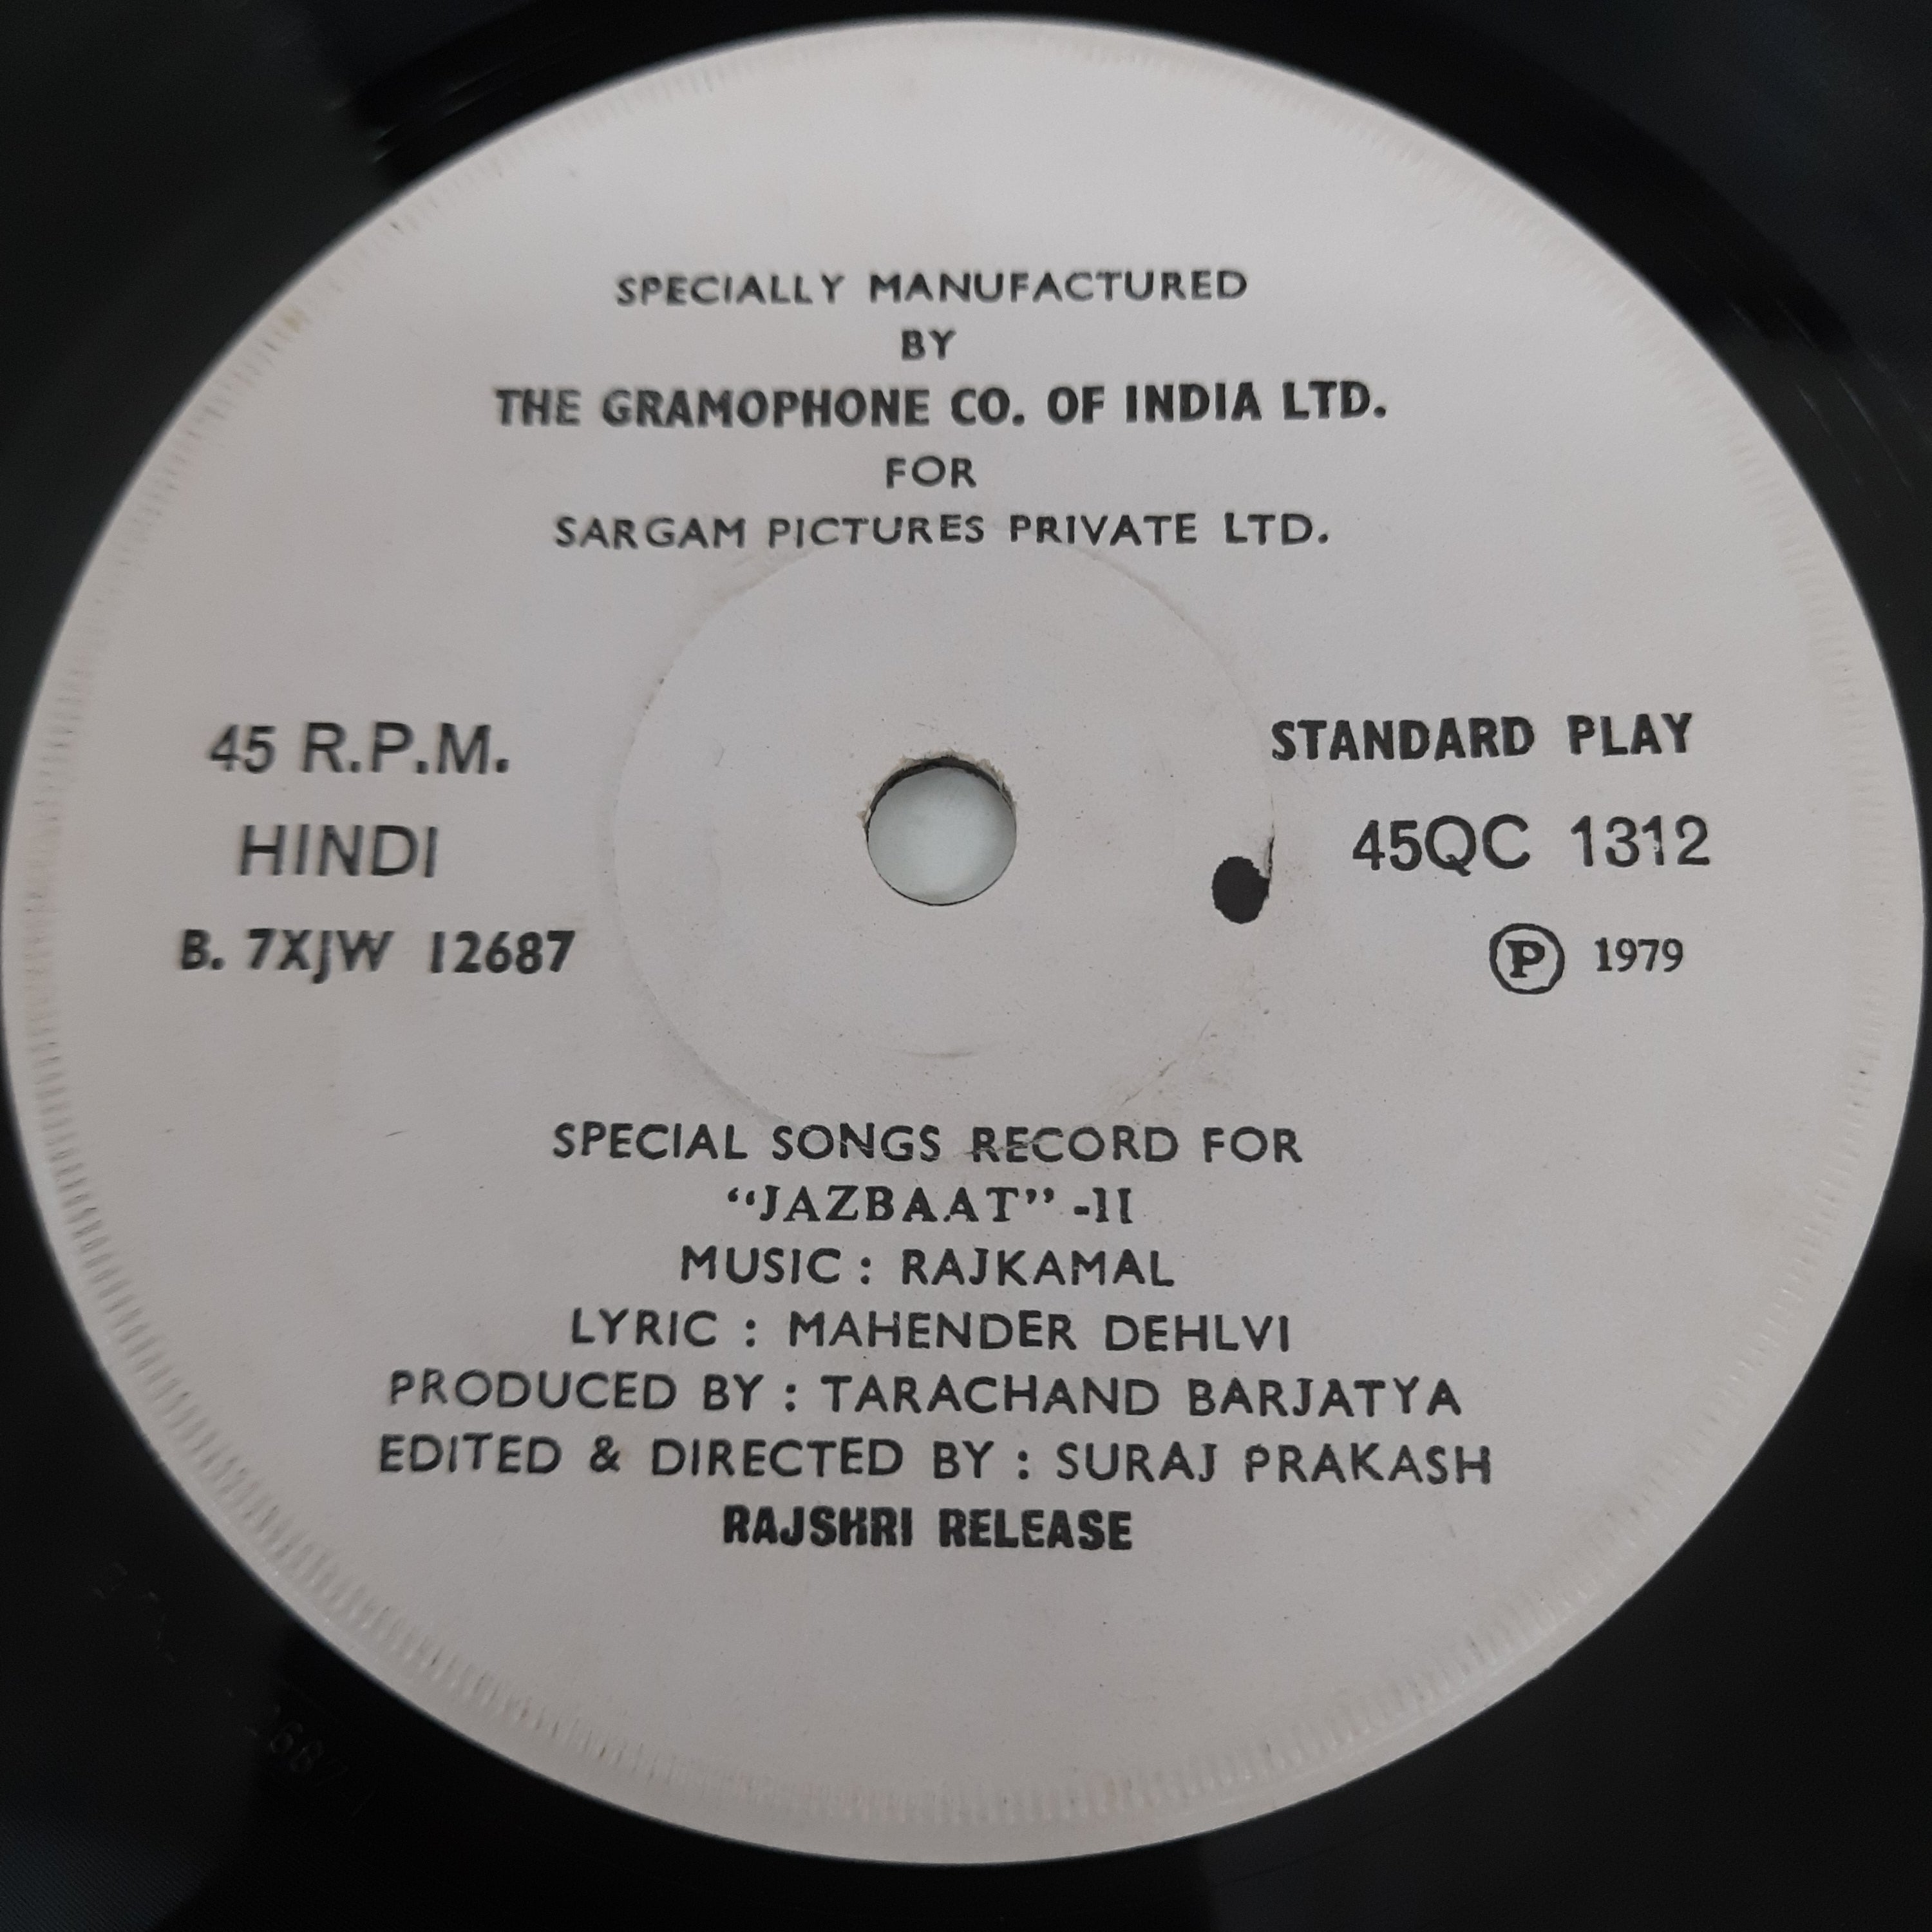 SPECIALLY MANUFACTURED
BY
THE GRAMOPHONE CO. OF INDIA LTD.
FOR
SARGAM PICTURES PRIVATE LTD.
45 R.P.M.
HINDI
B. 7XJW 12687
STANDARD PLAY
45QC 1312
Ⓟ 1979
SPECIAL SONGS RECORD FOR
“JAZBAAT” -II
MUSIC : RAJKAMAL
LYRIC : MAHENDER DEHLVI
PRODUCED BY : TARACHAND BARJATYA
EDITED & DIRECTED BY : SURAJ PRAKASH
RAJSHRI RELEASE